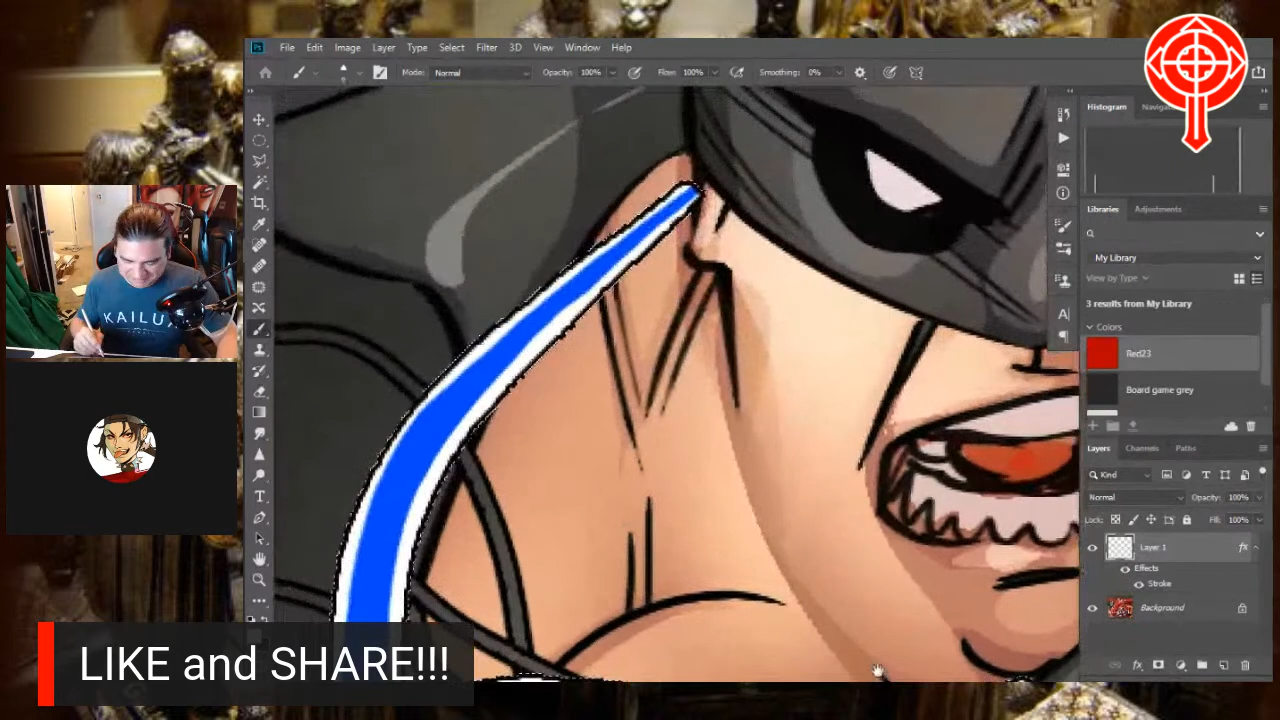 File Edit Image Layer Type Select Filter 3D View Window Help
Mode: Normal Opacity: 100% Flow: 100% Smoothing: 0%
Histogram
Libraries Adjustments
My Library
View by Type
3 results from My Library
Colors
Red23
Board game grey
Layers Channels Paths
Kind
Normal Opacity: 100%
Lock: Fill: 100%
Layer 1 fx
Effects
Stroke
Background
KAILU
LIKE and SHARE!!!